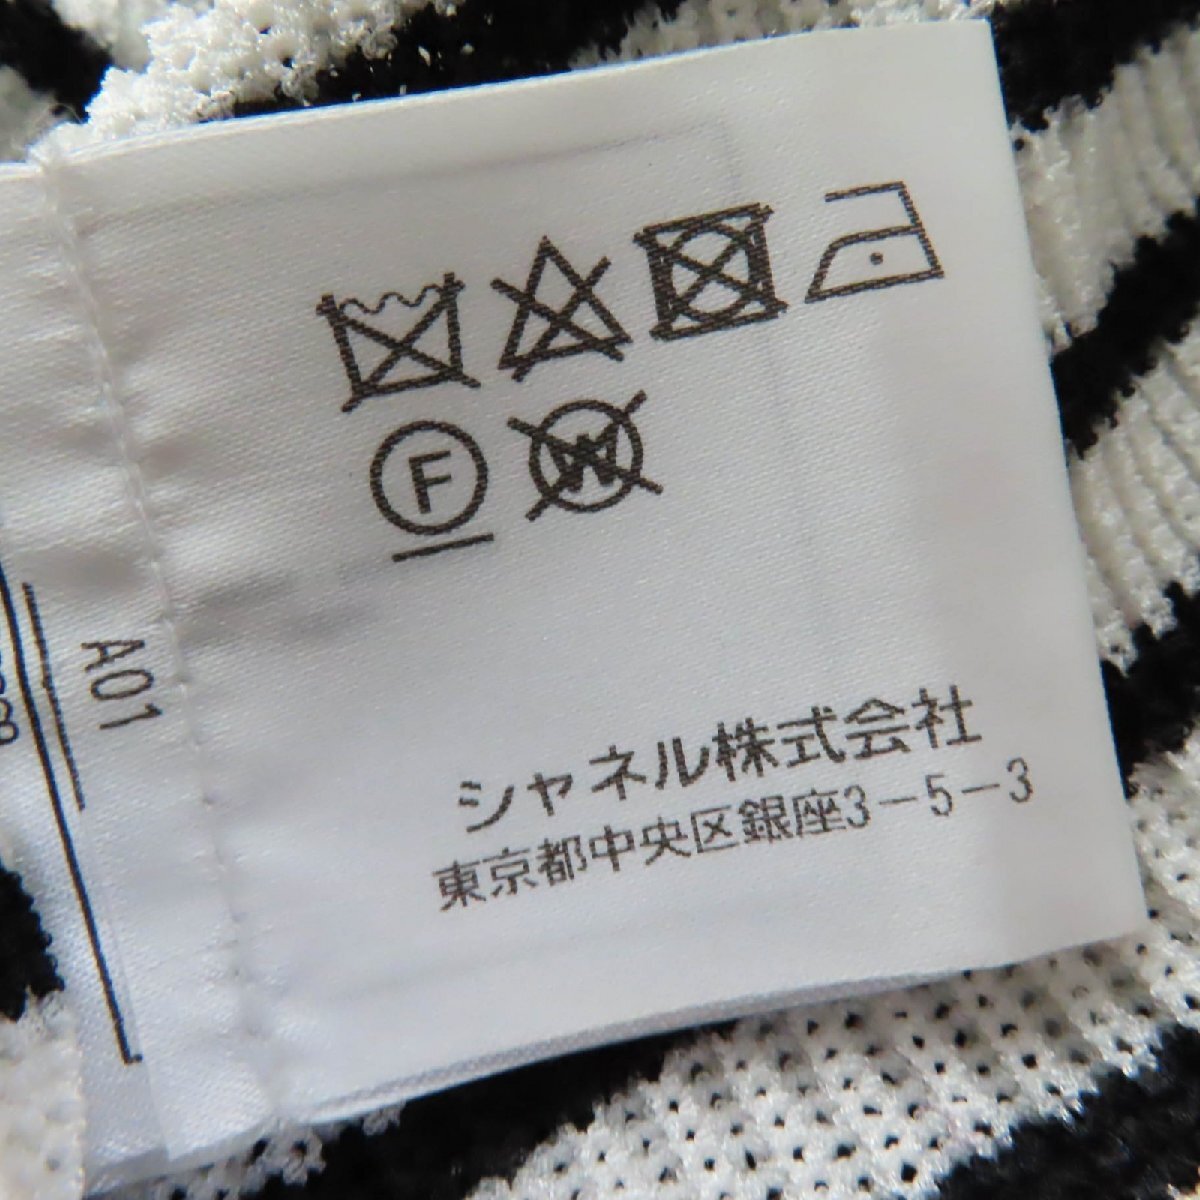 F W
シャネル株式会社
東京都中央区銀座3-5-3
A01